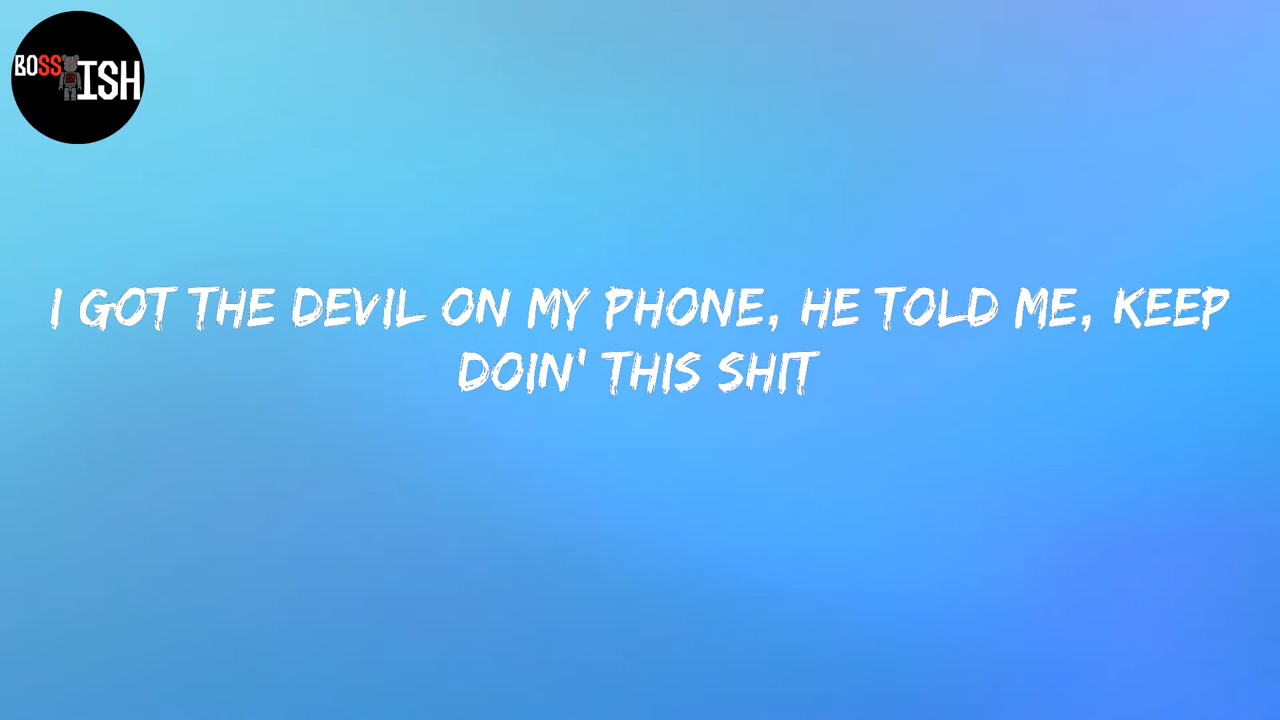 BOSS ISH
I GOT THE DEVIL ON MY PHONE, HE TOLD ME, KEEP
DOIN' THIS SHIT